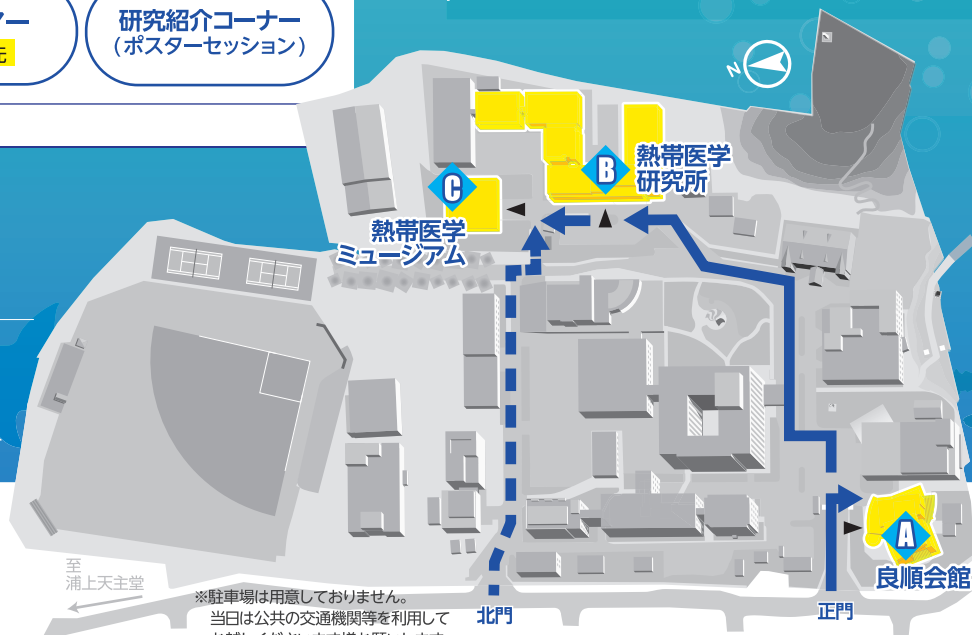 研究紹介コーナー
（ポスターセッション）
N
B
熱帯医学
研究所
C
熱帯医学
ミュージアム
A
良順会館
至
浦上天主堂
※駐車場は用意しておりません。
当日は公共の交通機関等を利用して
北門
正門